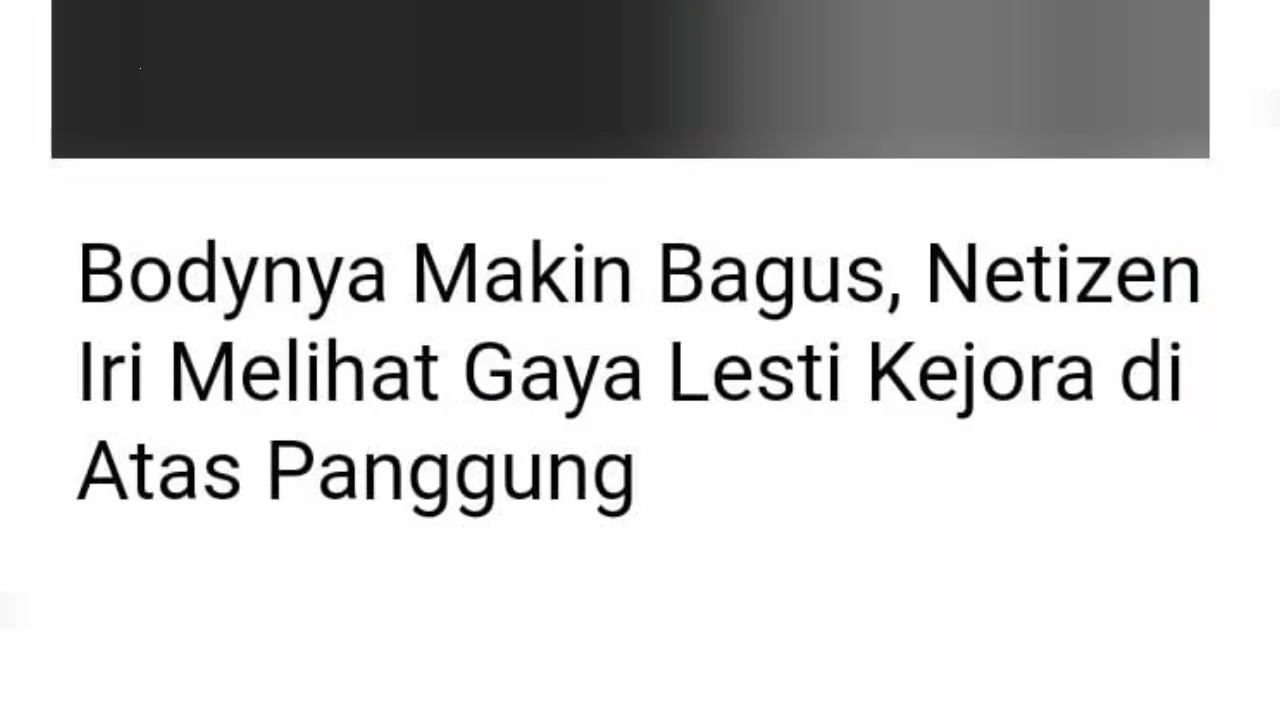 Bodynya Makin Bagus, Netizen
Iri Melihat Gaya Lesti Kejora di
Atas Panggung